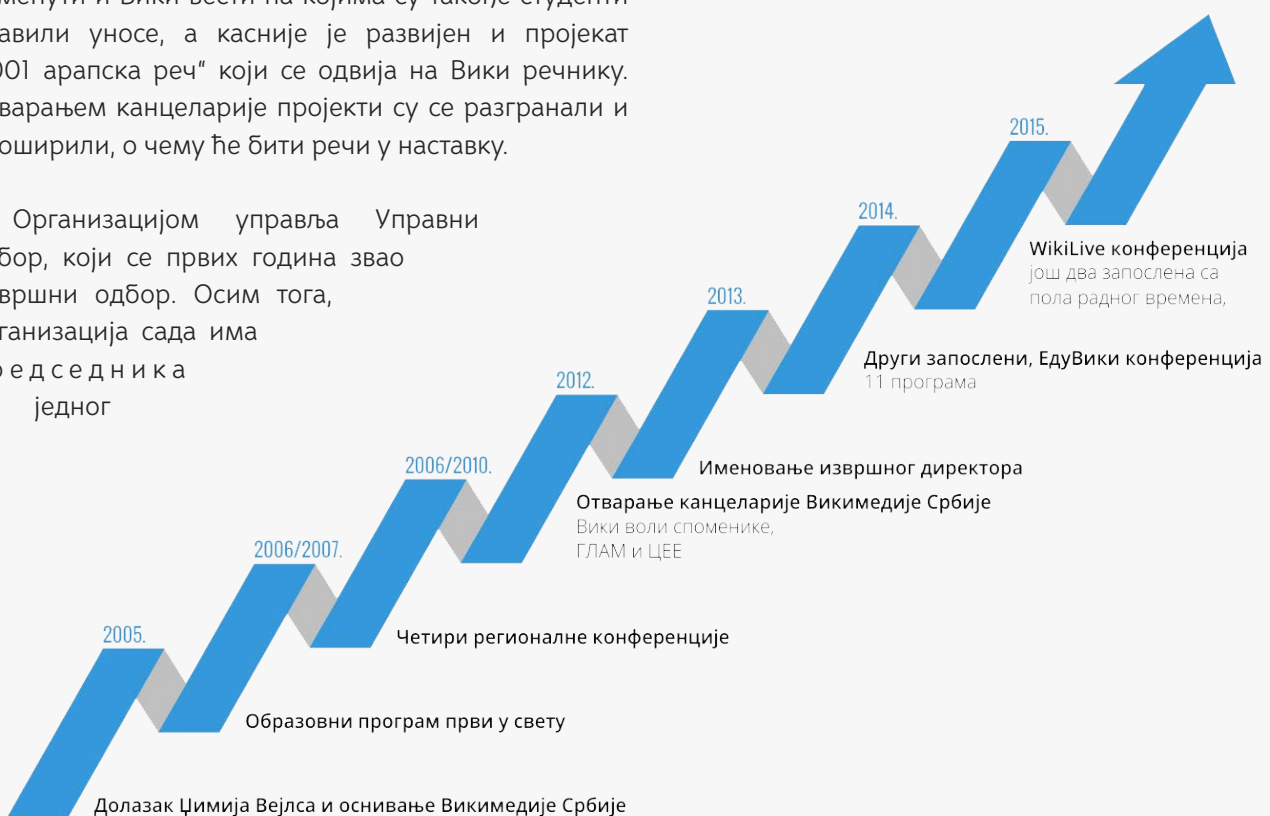 авили уносе, а касније је развијен и пројекат
001 арапска реч“ који се одвија на Вики речнику.
варањем канцеларије пројекти су се разгранали и
оширили, о чему ће бити речи у наставку.
Организацијом управља Управни
бор, који се првих година звао
вршни одбор. Осим тога,
ганизација сада има
редседника
једног
2015.
WikiLive конференција
још два запослена са
пола радног времена,
2014.
Други запослени, ЕдуВики конференција
11 програма
2013.
Именовање извршног директора
2012.
Отварање канцеларије Викимедије Србије
Вики воли споменике,
ГЛАМ и ЦЕЕ
2006/2010.
Четири регионалне конференције
2006/2007.
Образовни програм први у свету
2005.
Долазак Џимија Вејлса и оснивање Викимедије Србије